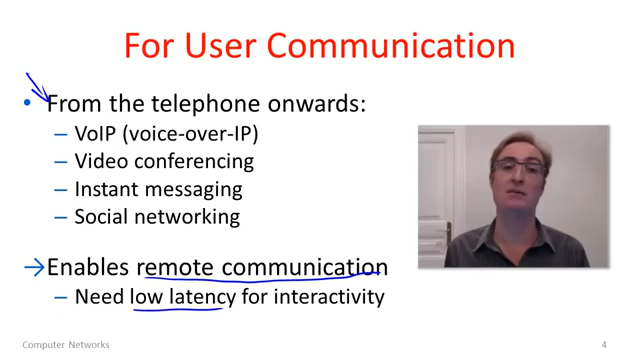 For User Communication
• From the telephone onwards:
– VoIP (voice-over-IP)
– Video conferencing
– Instant messaging
– Social networking
→Enables remote communication
– Need low latency for interactivity
Computer Networks
4